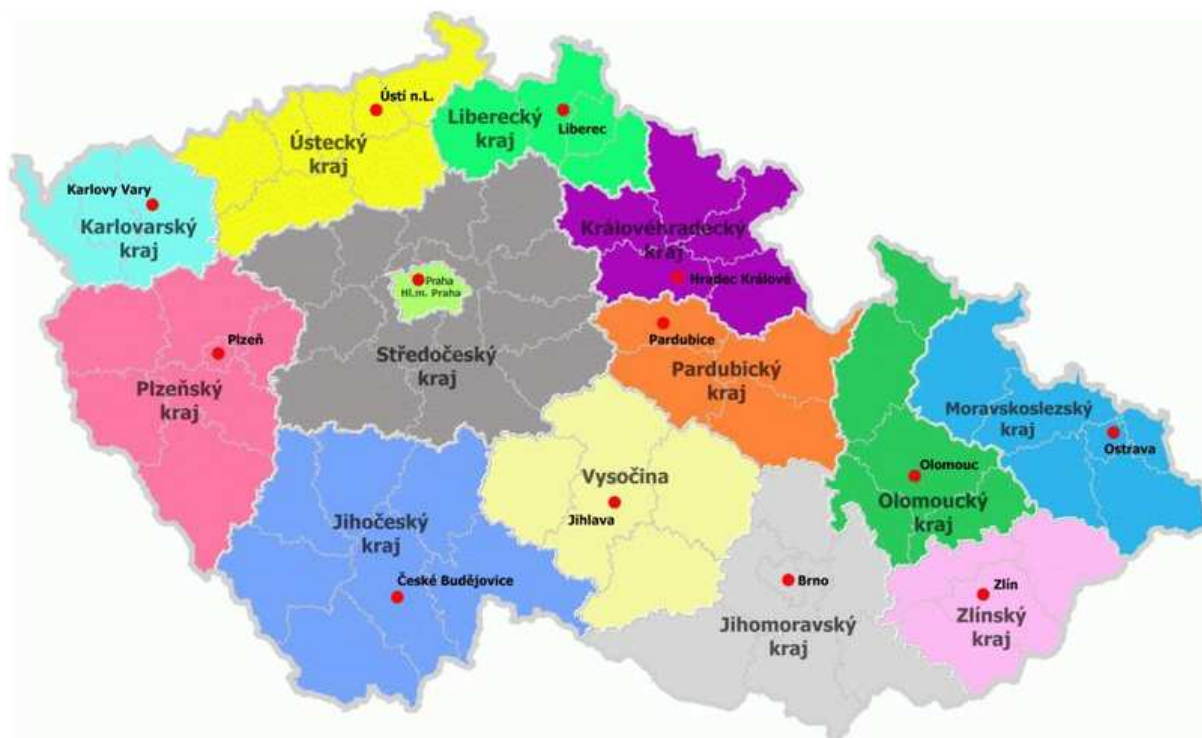 Ústí n.L.
Ústecký
kraj
Liberecký
kraj
Liberec
Karlovy Vary
Karlovarský
kraj
Královéhradecký
kraj
Hradec Králové
Praha
Hl.m. Praha
Plzeň
Plzeňský
kraj
Středočeský
kraj
Pardubice
Pardubický
kraj
Moravskoslezský
kraj
Ostrava
Olomouc
Olomoucký
kraj
Vysočina
Jihlava
Jihočeský
kraj
České Budějovice
Brno
Jihomoravský
kraj
Zlín
Zlínský
kraj